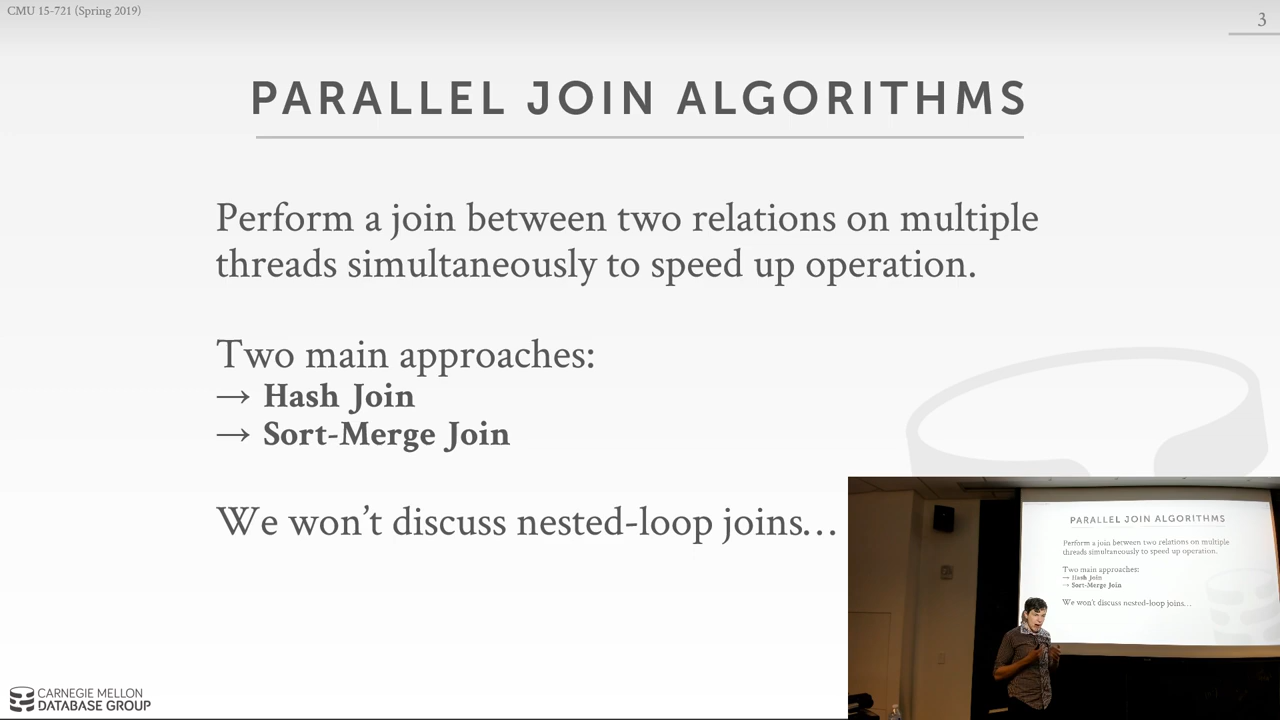 CMU 15-721 (Spring 2019)
3
PARALLEL JOIN ALGORITHMS
Perform a join between two relations on multiple
threads simultaneously to speed up operation.
Two main approaches:
→ Hash Join
→ Sort-Merge Join
We won’t discuss nested-loop joins…
PARALLEL JOIN ALGORITHMS
Perform a join between two relations on multiple
threads simultaneously to speed up operation.
Two main approaches:
→ Hash Join
→ Sort-Merge Join
We won’t discuss nested-loop joins…
CARNEGIE MELLON
DATABASE GROUP